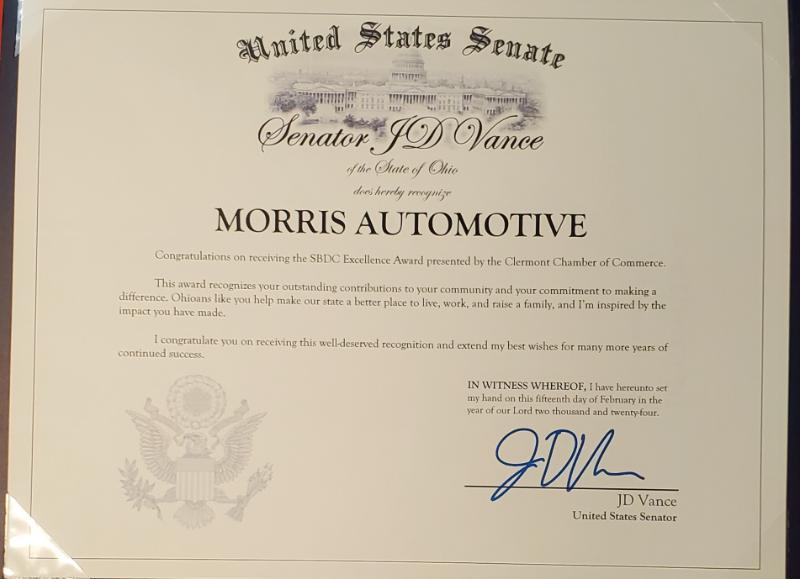 United States Senate
Senator JD Vance
of the State of Ohio
does hereby recognize
MORRIS AUTOMOTIVE
Congratulations on receiving the SBDC Excellence Award presented by the Clermont Chamber of Commerce.
This award recognizes your outstanding contributions to your community and your commitment to making a
difference. Ohioans like you help make our state a better place to live, work, and raise a family, and I'm inspired by the
impact you have made.
I congratulate you on receiving this well-deserved recognition and extend my best wishes for many more years of
continued success.
IN WITNESS WHEREOF, I have hereunto set
my hand on this fifteenth day of February in the
year of our Lord two thousand and twenty-four.
JD Vance
United States Senator